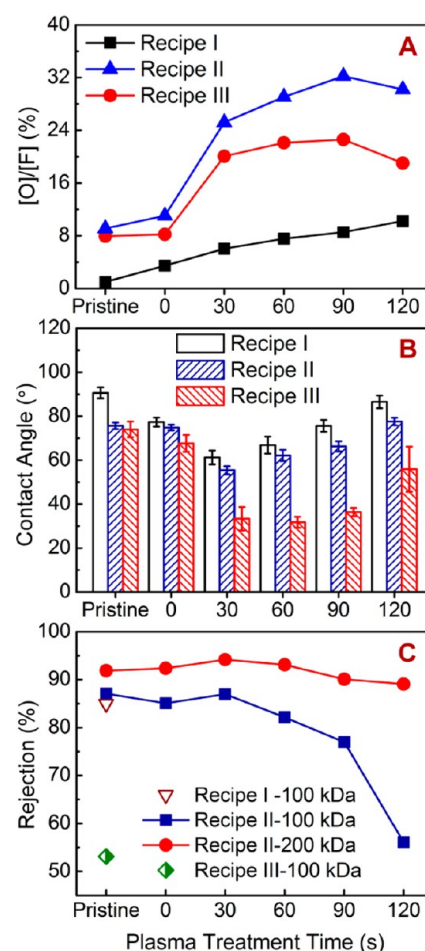 A
Recipe I
Recipe II
Recipe III
[O]/[F] (%)
40
32
24
16
8
0
Pristine 0 30 60 90 120
B
Recipe I
Recipe II
Recipe III
Contact Angle (°)
120
100
80
60
40
20
0
Pristine 0 30 60 90 120
C
Rejection (%)
100
90
80
70
60
50
Recipe I -100 kDa
Recipe II-100 kDa
Recipe II-200 kDa
Recipe III-100 kDa
Pristine 0 30 60 90 120
Plasma Treatment Time (s)